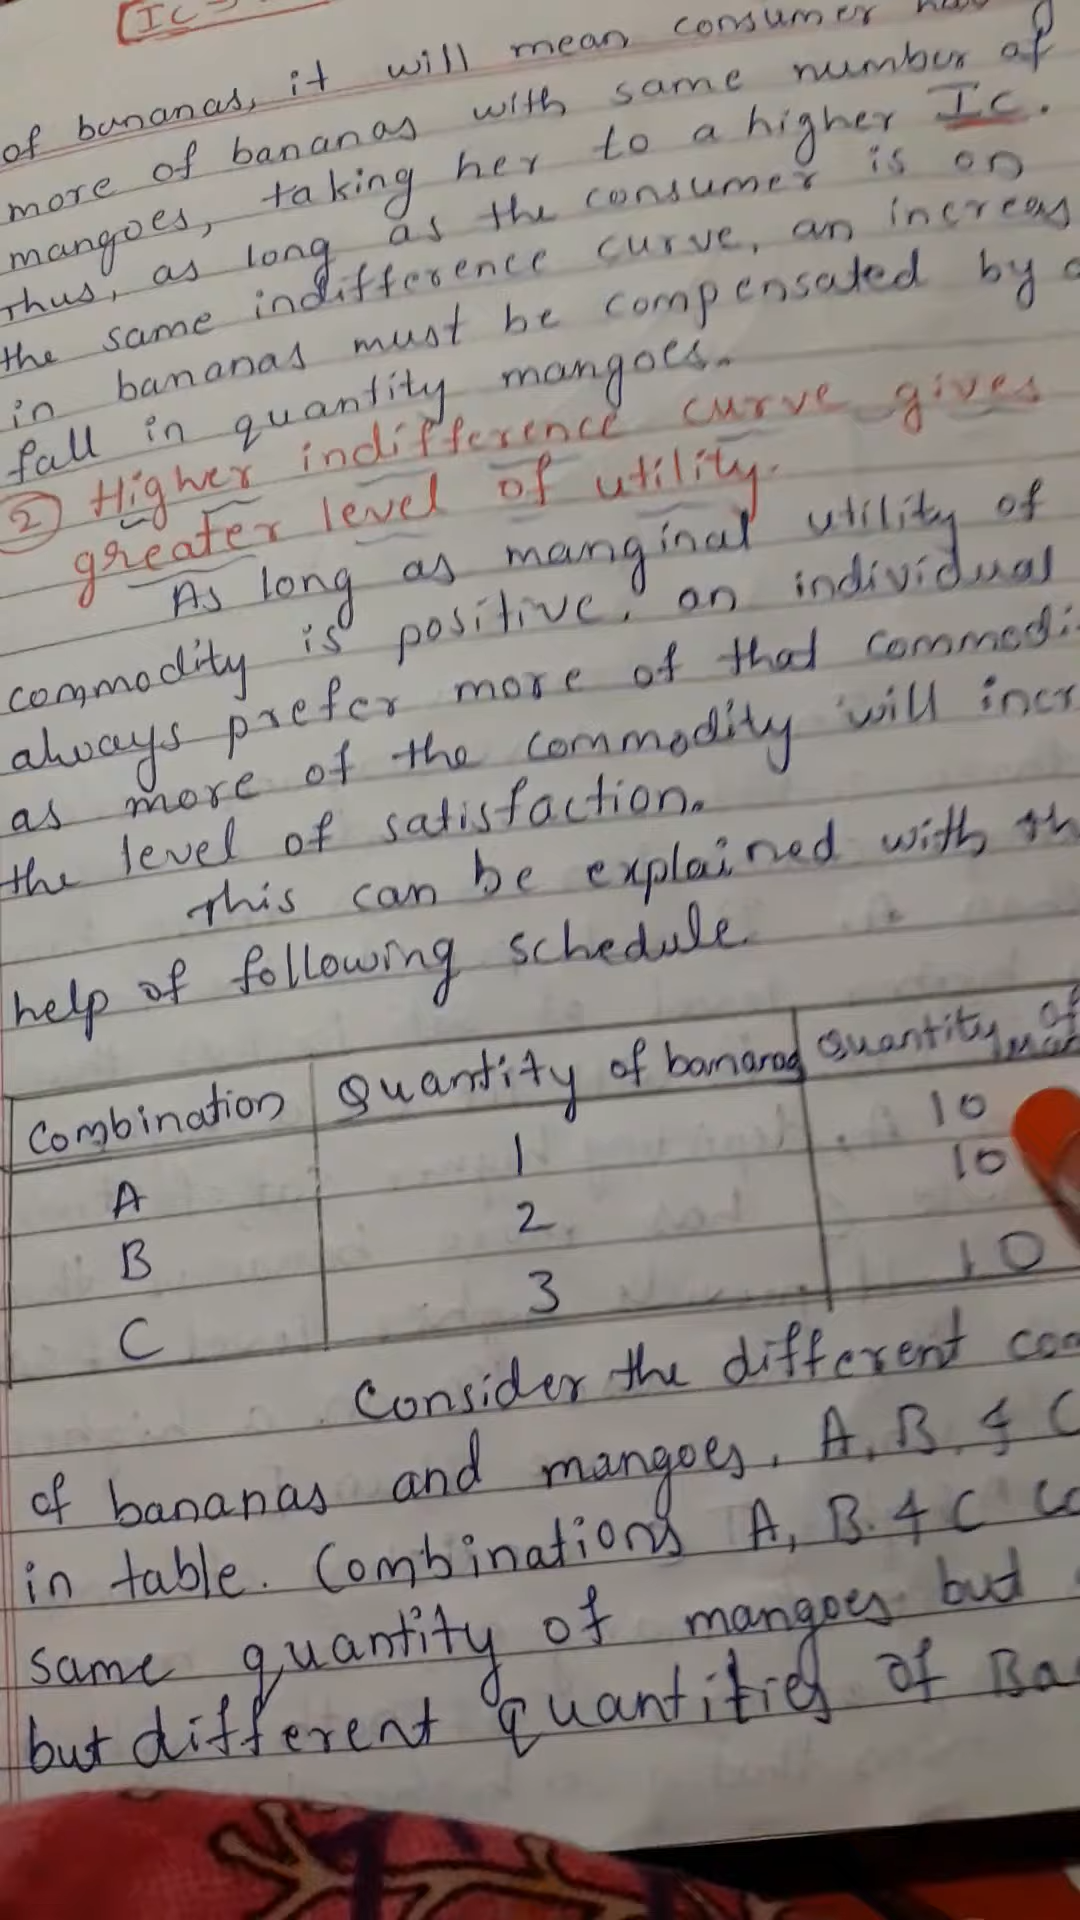 [IC
of bananas, it will mean consumer
more of bananas with same number of
mangoes, taking her to a higher IC.
Thus, as long as the consumer is on
the same indifference curve, an increas
in bananas must be compensated by a
fall in quantity mangoes.
② Higher indifference curve gives
greater level of utility.
As long as manginal utility of
commodity is positive, an individual
always prefer more of that commodi
as more of the commodity will incr
the level of satisfaction.
This can be explained with th
help of following schedule.
Combination Quantity of bananas Quantity of
A 1 10
B 2 10
C 3 10
Consider the different co
of bananas and mangoes, A, B, & C
in table. Combinations A, B. & C co
same quantity of mangoes but
but different quantities of Ba